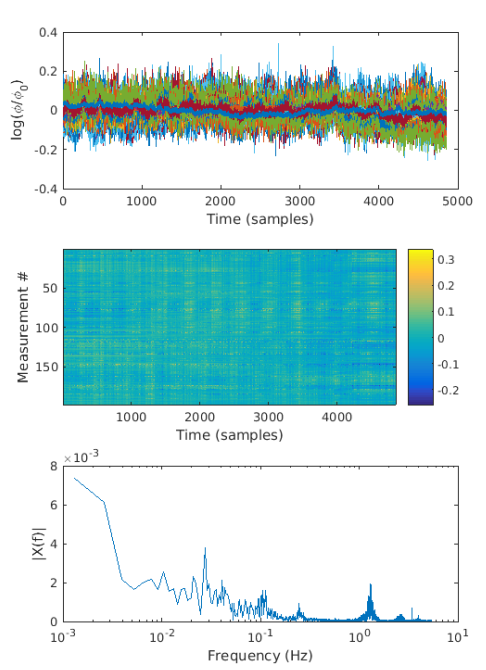 0.4
0.2
0
-0.2
-0.4
log(ϕ/ϕ0)
0 1000 2000 3000 4000 5000
Time (samples)
50
100
150
Measurement #
1000 2000 3000 4000
Time (samples)
0.3
0.2
0.1
0
-0.1
-0.2
×10-3
8
6
4
2
0
|X(f)|
10-3 10-2 10-1 100 101
Frequency (Hz)